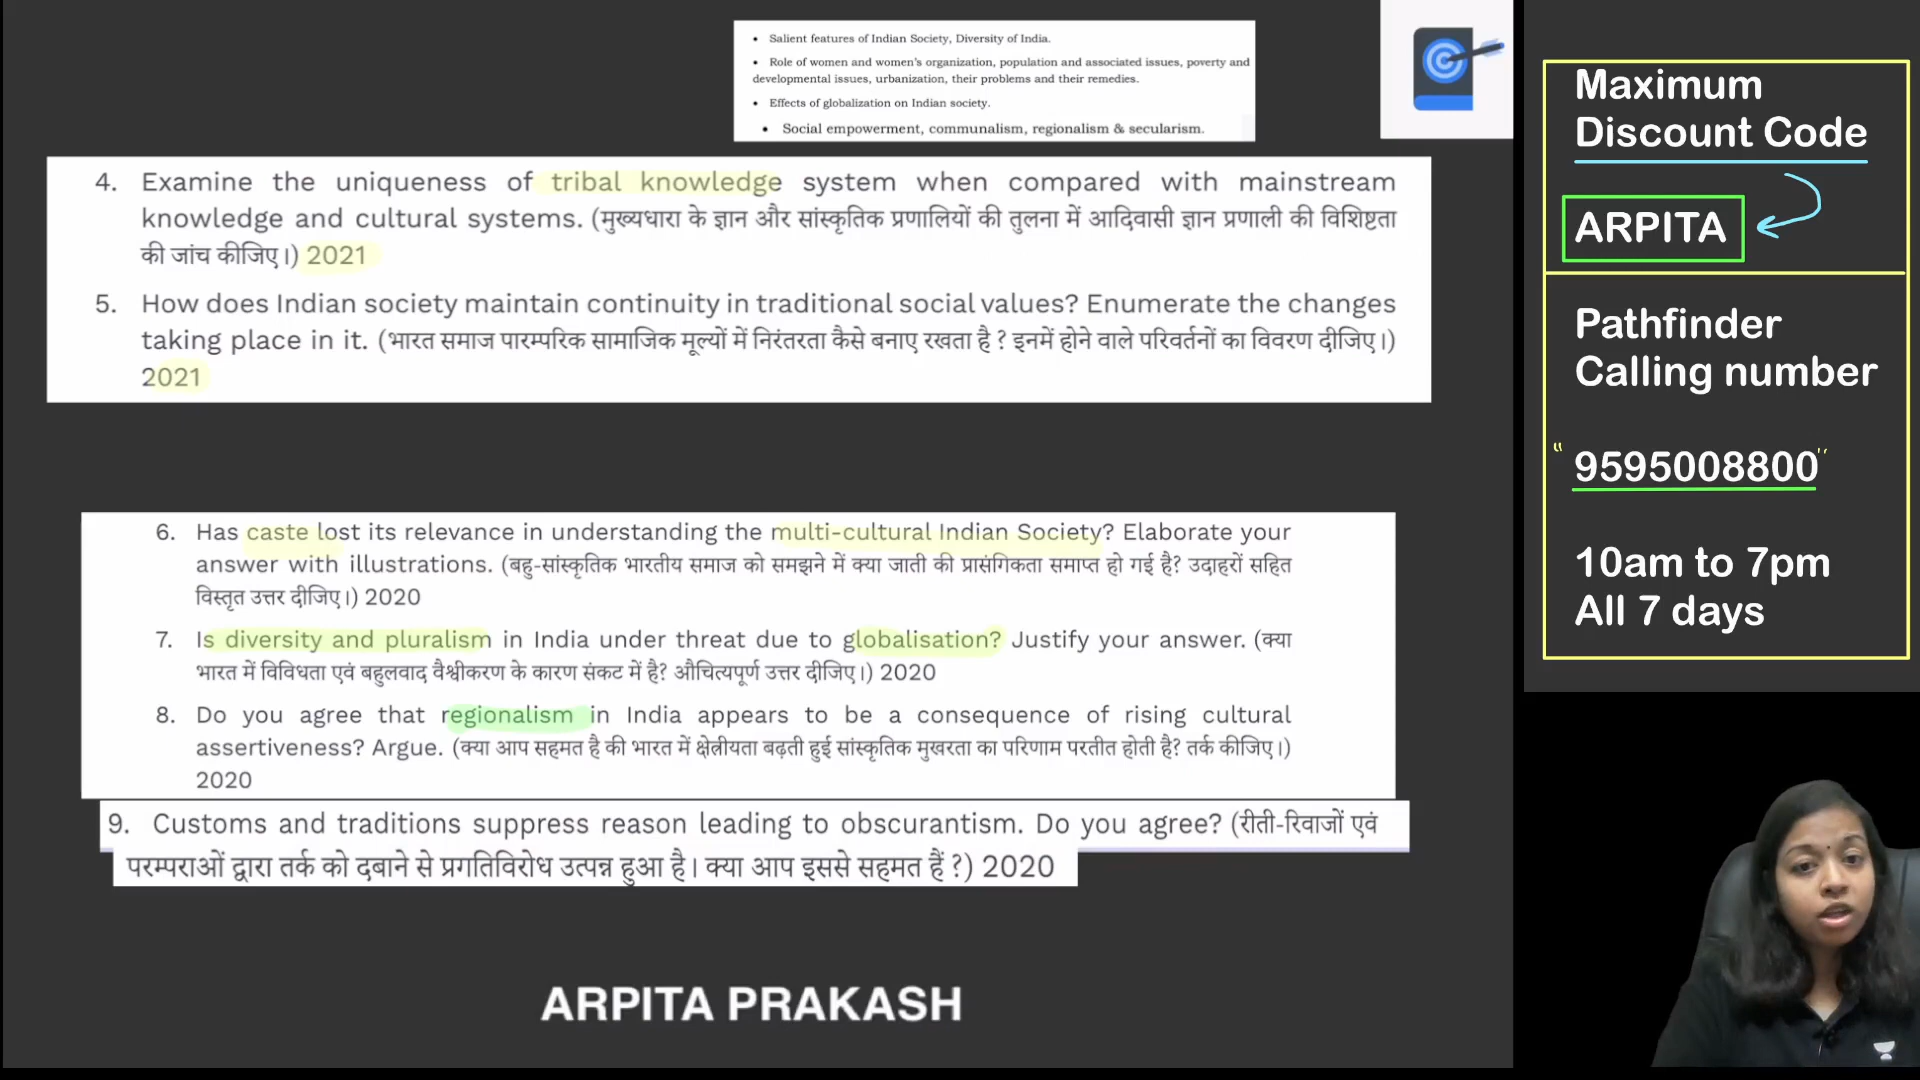 • Salient features of Indian Society, Diversity of India.
• Role of women and women's organization, population and associated issues, poverty and
developmental issues, urbanization, their problems and their remedies.
• Effects of globalization on Indian society.
• Social empowerment, communalism, regionalism & secularism.
4. Examine the uniqueness of tribal knowledge system when compared with mainstream
knowledge and cultural systems. (मुख्यधारा के ज्ञान और सांस्कृतिक प्रणालियों की तुलना में आदिवासी ज्ञान प्रणाली की विशिष्टता
की जांच कीजिए।) 2021
5. How does Indian society maintain continuity in traditional social values? Enumerate the changes
taking place in it. (भारत समाज पारम्परिक सामाजिक मूल्यों में निरंतरता कैसे बनाए रखता है ? इनमें होने वाले परिवर्तनों का विवरण दीजिए।)
2021
6. Has caste lost its relevance in understanding the multi-cultural Indian Society? Elaborate your
answer with illustrations. (बहु-सांस्कृतिक भारतीय समाज को समझने में क्या जाती की प्रासंगिकता समाप्त हो गई है? उदाहरों सहित
विस्तृत उत्तर दीजिए।) 2020
7. Is diversity and pluralism in India under threat due to globalisation? Justify your answer. (क्या
भारत में विविधता एवं बहुलवाद वैश्वीकरण के कारण संकट में है? औचित्यपूर्ण उत्तर दीजिए।) 2020
8. Do you agree that regionalism in India appears to be a consequence of rising cultural
assertiveness? Argue. (क्या आप सहमत है की भारत में क्षेत्रीयता बढ़ती हुई सांस्कृतिक मुखरता का परिणाम परतीत होती है? तर्क कीजिए।)
2020
9. Customs and traditions suppress reason leading to obscurantism. Do you agree? (रीती-रिवाजों एवं
परम्पराओं द्वारा तर्क को दबाने से प्रगतिविरोध उत्पन्न हुआ है। क्या आप इससे सहमत हैं ?) 2020
ARPITA PRAKASH
Maximum
Discount Code
ARPITA
Pathfinder
Calling number
"9595008800"
10am to 7pm
All 7 days